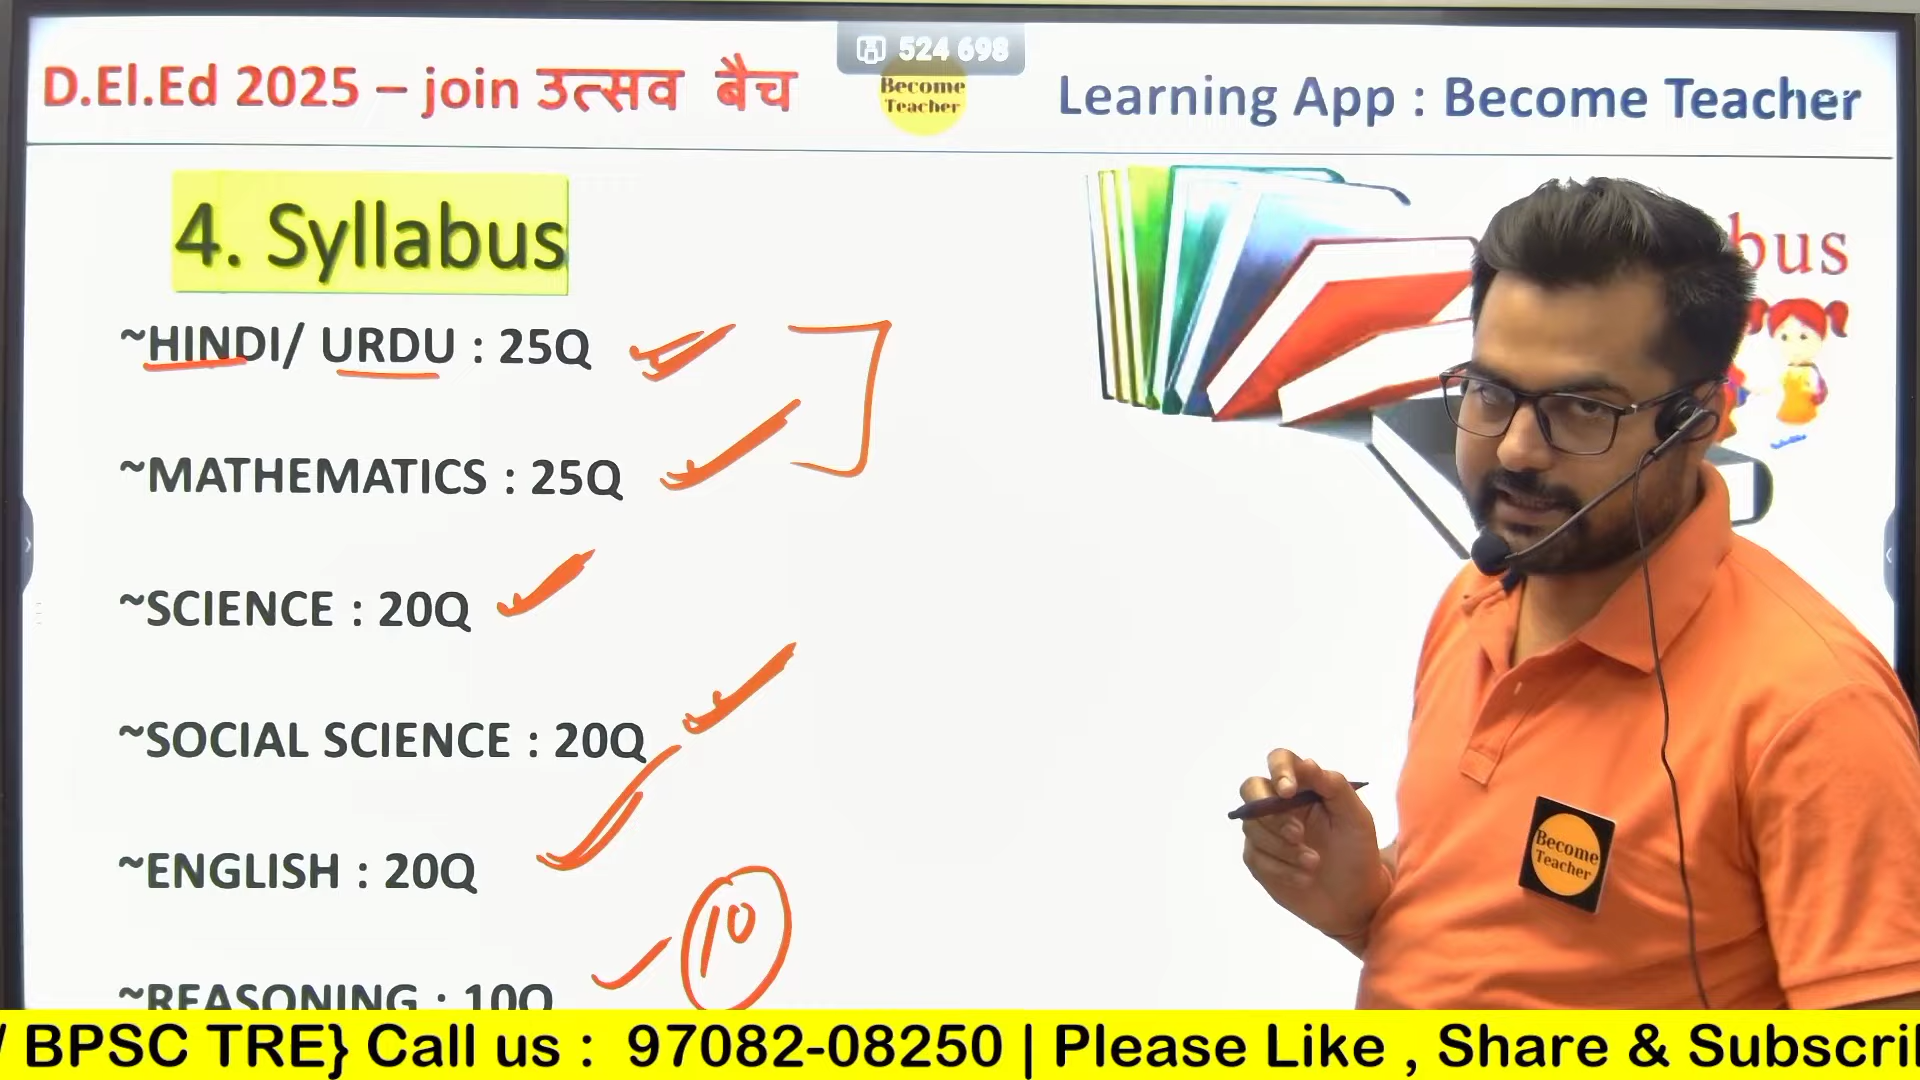 524 698
D.El.Ed 2025 – join उत्सव बैच
Become
Teacher
Learning App : Become Teacher
4. Syllabus
bus
~HINDI/ URDU : 25Q
~MATHEMATICS : 25Q
~SCIENCE : 20Q
~SOCIAL SCIENCE : 20Q
~ENGLISH : 20Q
10
~REASONING : 10Q
Become
Teacher
/ BPSC TRE} Call us : 97082-08250 | Please Like , Share & Subscri